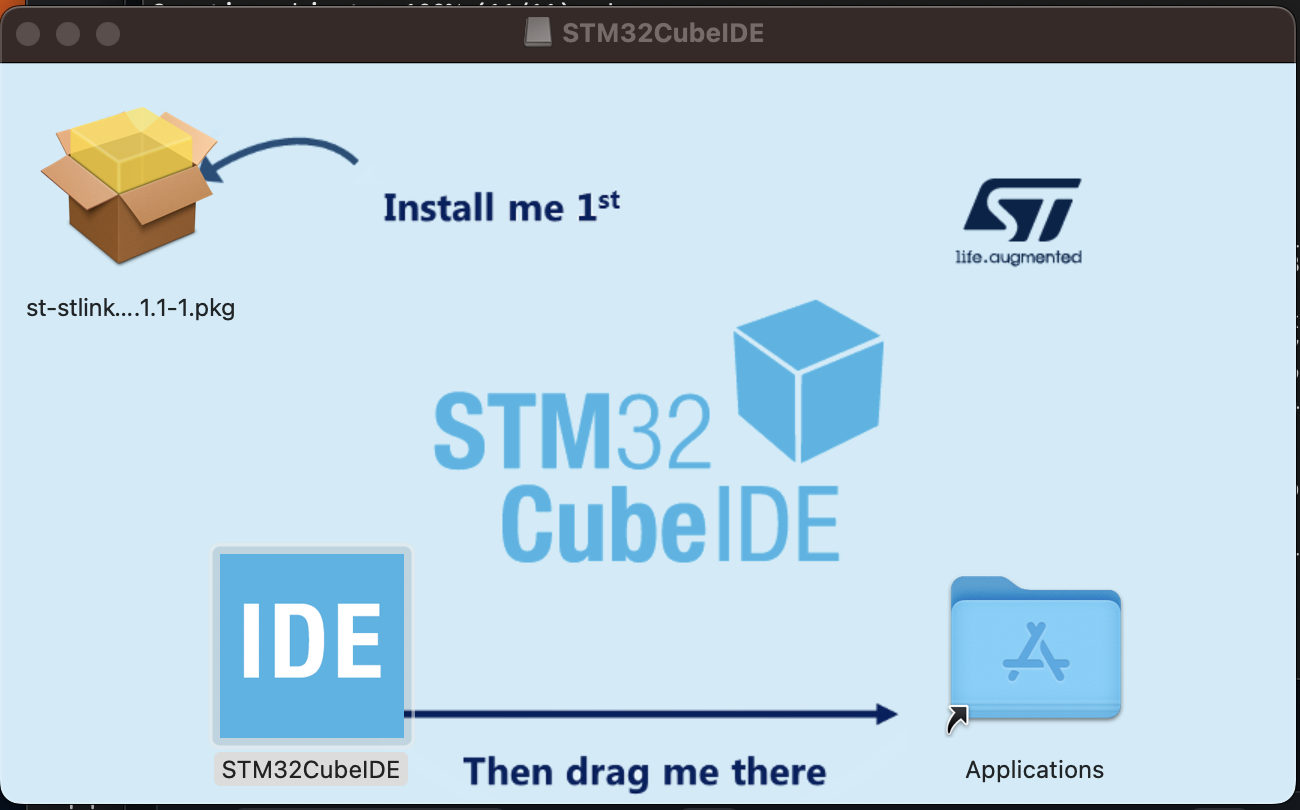 STM32CubeIDE
Install me 1st
ST
life.augmented
st-stlink....1.1-1.pkg
STM32
CubeIDE
IDE
STM32CubeIDE
Then drag me there
Applications